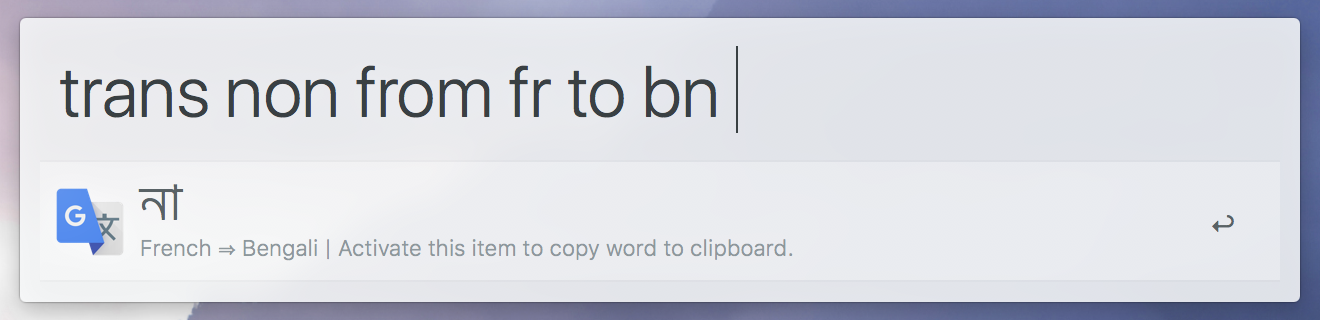 trans non from fr to bn
না
French ⇒ Bengali | Activate this item to copy word to clipboard.